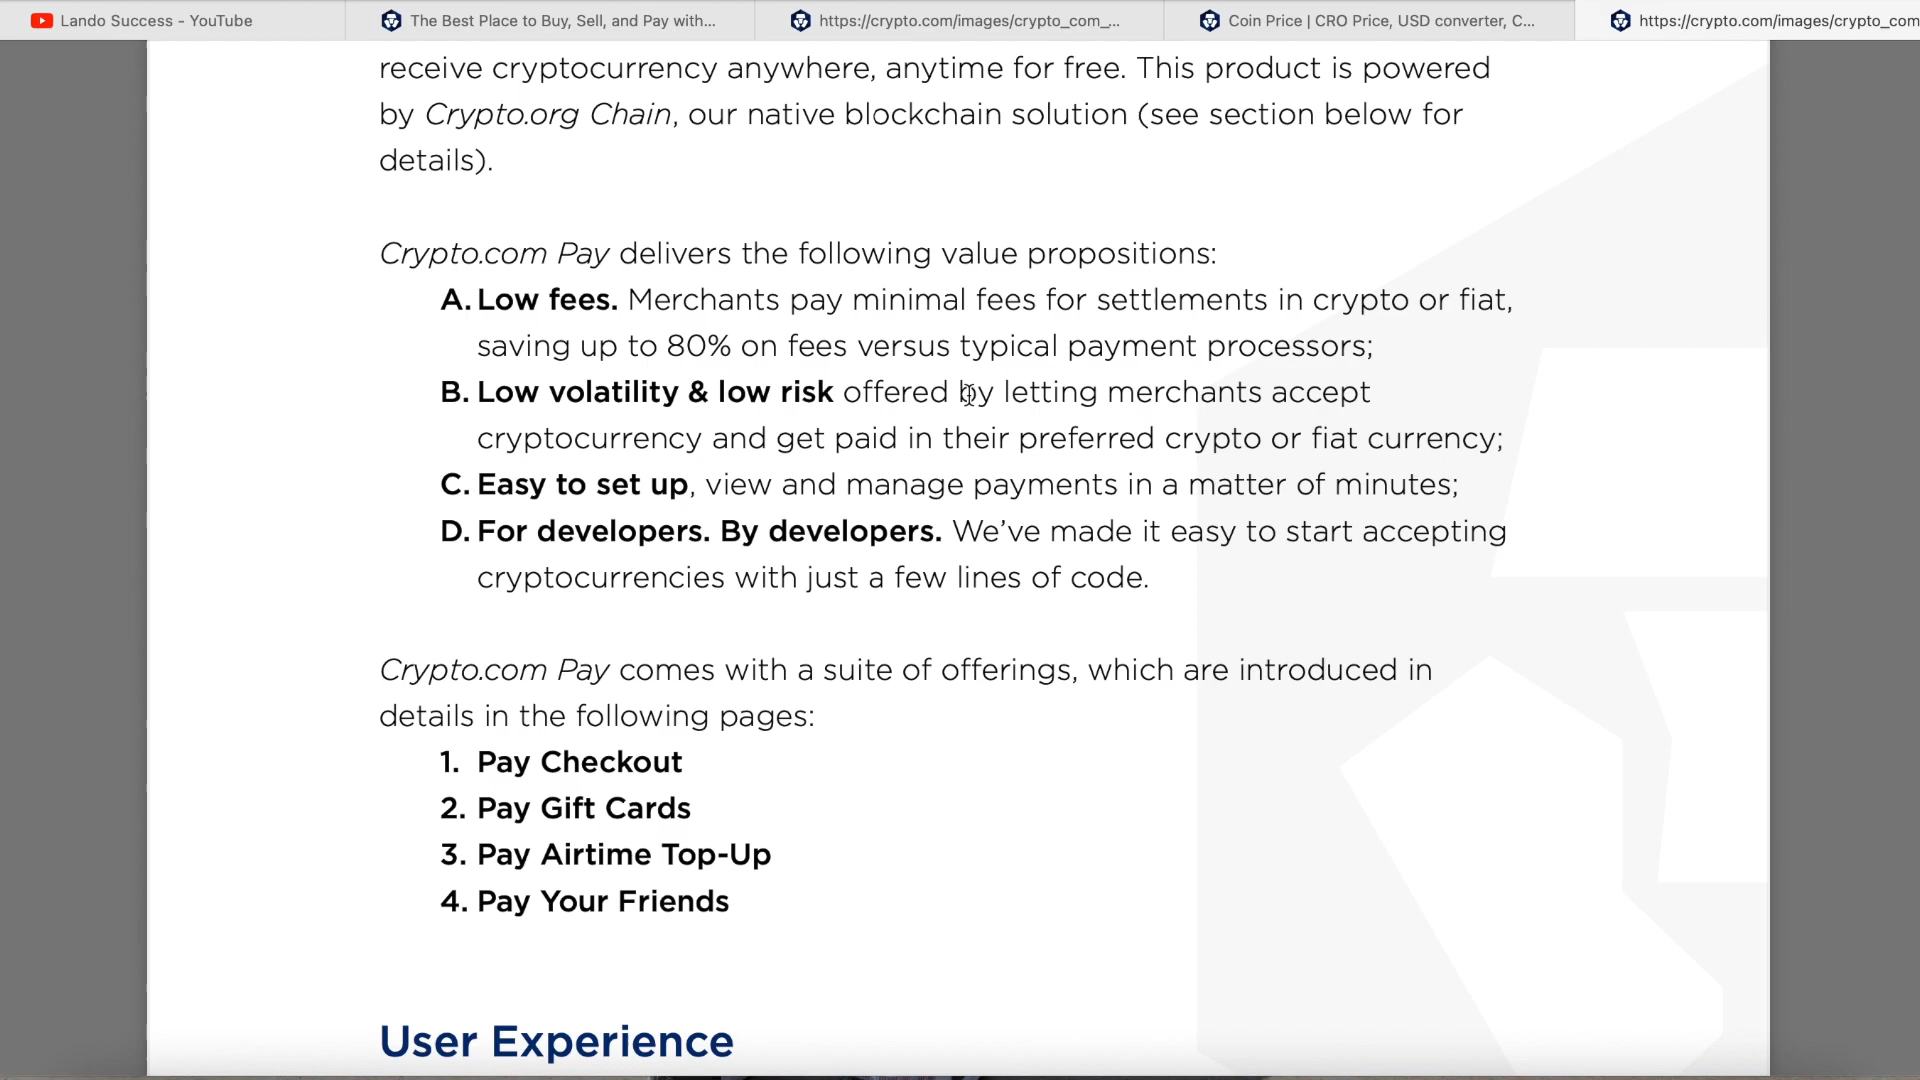 Lando Success - YouTube
The Best Place to Buy, Sell, and Pay with...
https://crypto.com/images/crypto_com_...
Coin Price | CRO Price, USD converter, C...
https://crypto.com/images/crypto_com
receive cryptocurrency anywhere, anytime for free. This product is powered
by Crypto.org Chain, our native blockchain solution (see section below for
details).
Crypto.com Pay delivers the following value propositions:
A. Low fees. Merchants pay minimal fees for settlements in crypto or fiat,
saving up to 80% on fees versus typical payment processors;
B. Low volatility & low risk offered by letting merchants accept
cryptocurrency and get paid in their preferred crypto or fiat currency;
C. Easy to set up, view and manage payments in a matter of minutes;
D. For developers. By developers. We’ve made it easy to start accepting
cryptocurrencies with just a few lines of code.
Crypto.com Pay comes with a suite of offerings, which are introduced in
details in the following pages:
1. Pay Checkout
2. Pay Gift Cards
3. Pay Airtime Top-Up
4. Pay Your Friends
User Experience